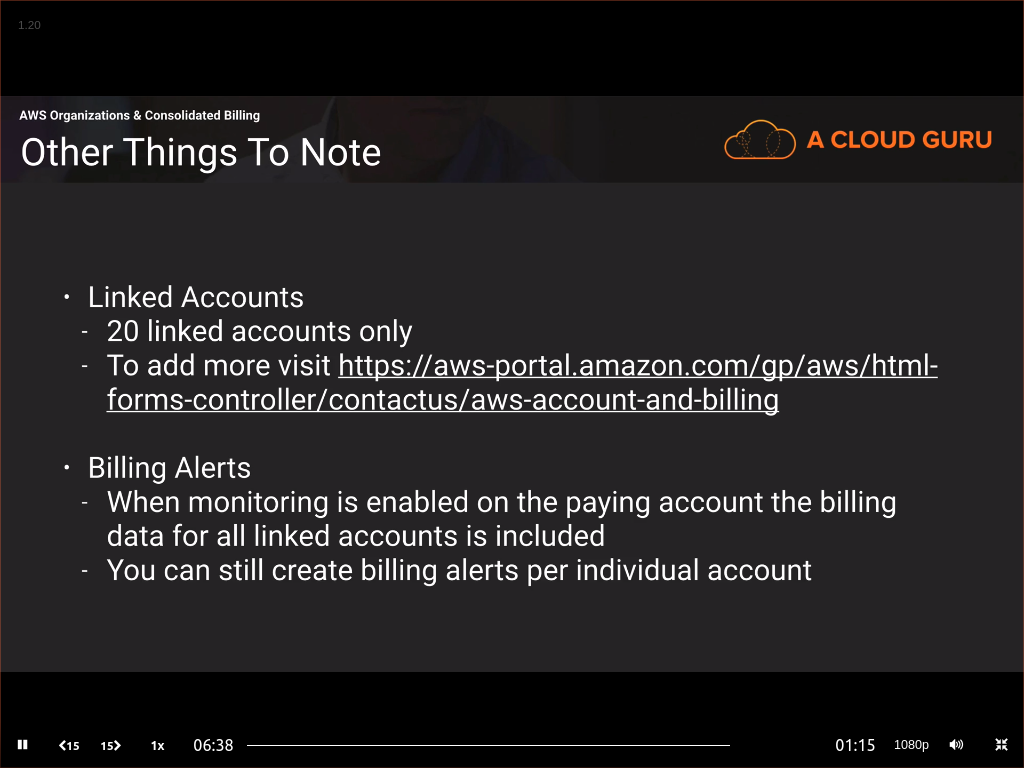 1.20
AWS Organizations & Consolidated Billing
Other Things To Note
A CLOUD GURU
• Linked Accounts
- 20 linked accounts only
- To add more visit https://aws-portal.amazon.com/gp/aws/html-
forms-controller/contactus/aws-account-and-billing
• Billing Alerts
- When monitoring is enabled on the paying account the billing
data for all linked accounts is included
- You can still create billing alerts per individual account
15 15 1x 06:38 01:15 1080p